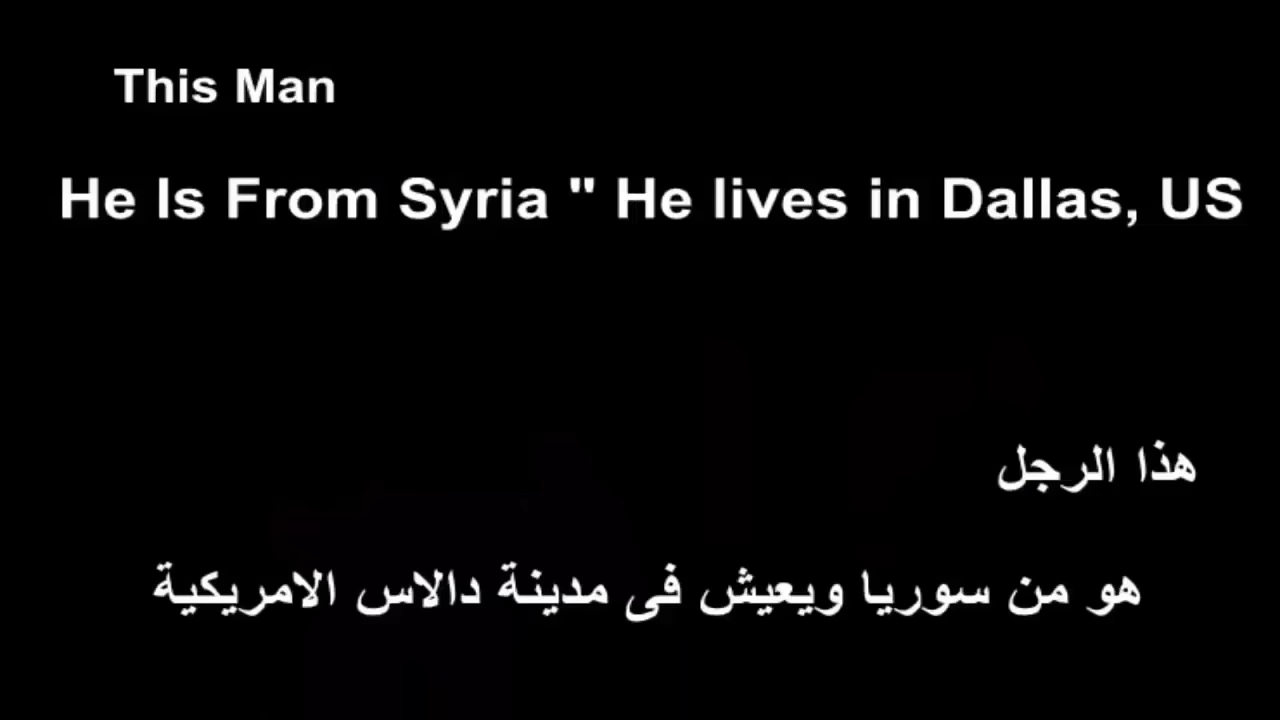 This Man
He Is From Syria " He lives in Dallas, US
هذا الرجل
هو من سوريا ويعيش فى مدينة دالاس الامريكية